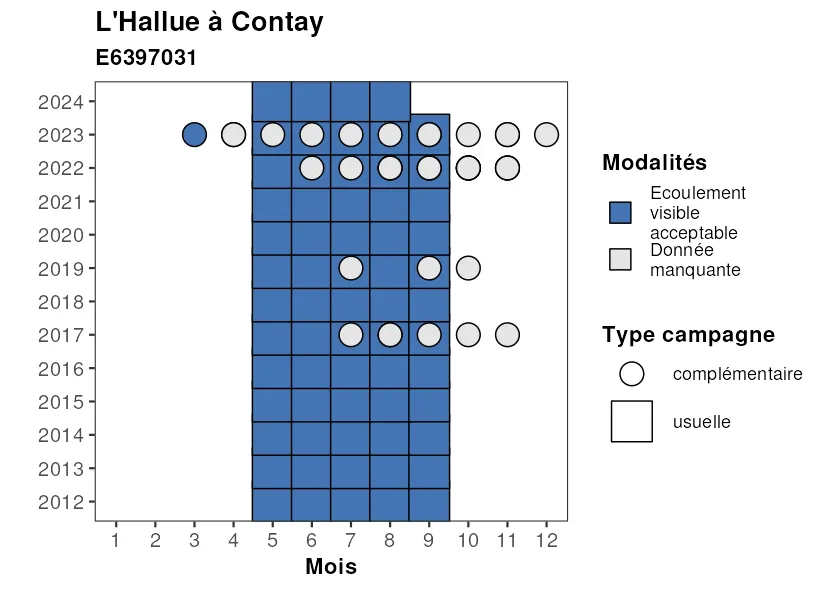 L'Hallue à Contay
E6397031
2024
2023
2022
2021
2020
2019
2018
2017
2016
2015
2014
2013
2012
1 2 3 4 5 6 7 8 9 10 11 12
Mois
Modalités
Ecoulement
visible
acceptable
Donnée
manquante
Type campagne
complémentaire
usuelle